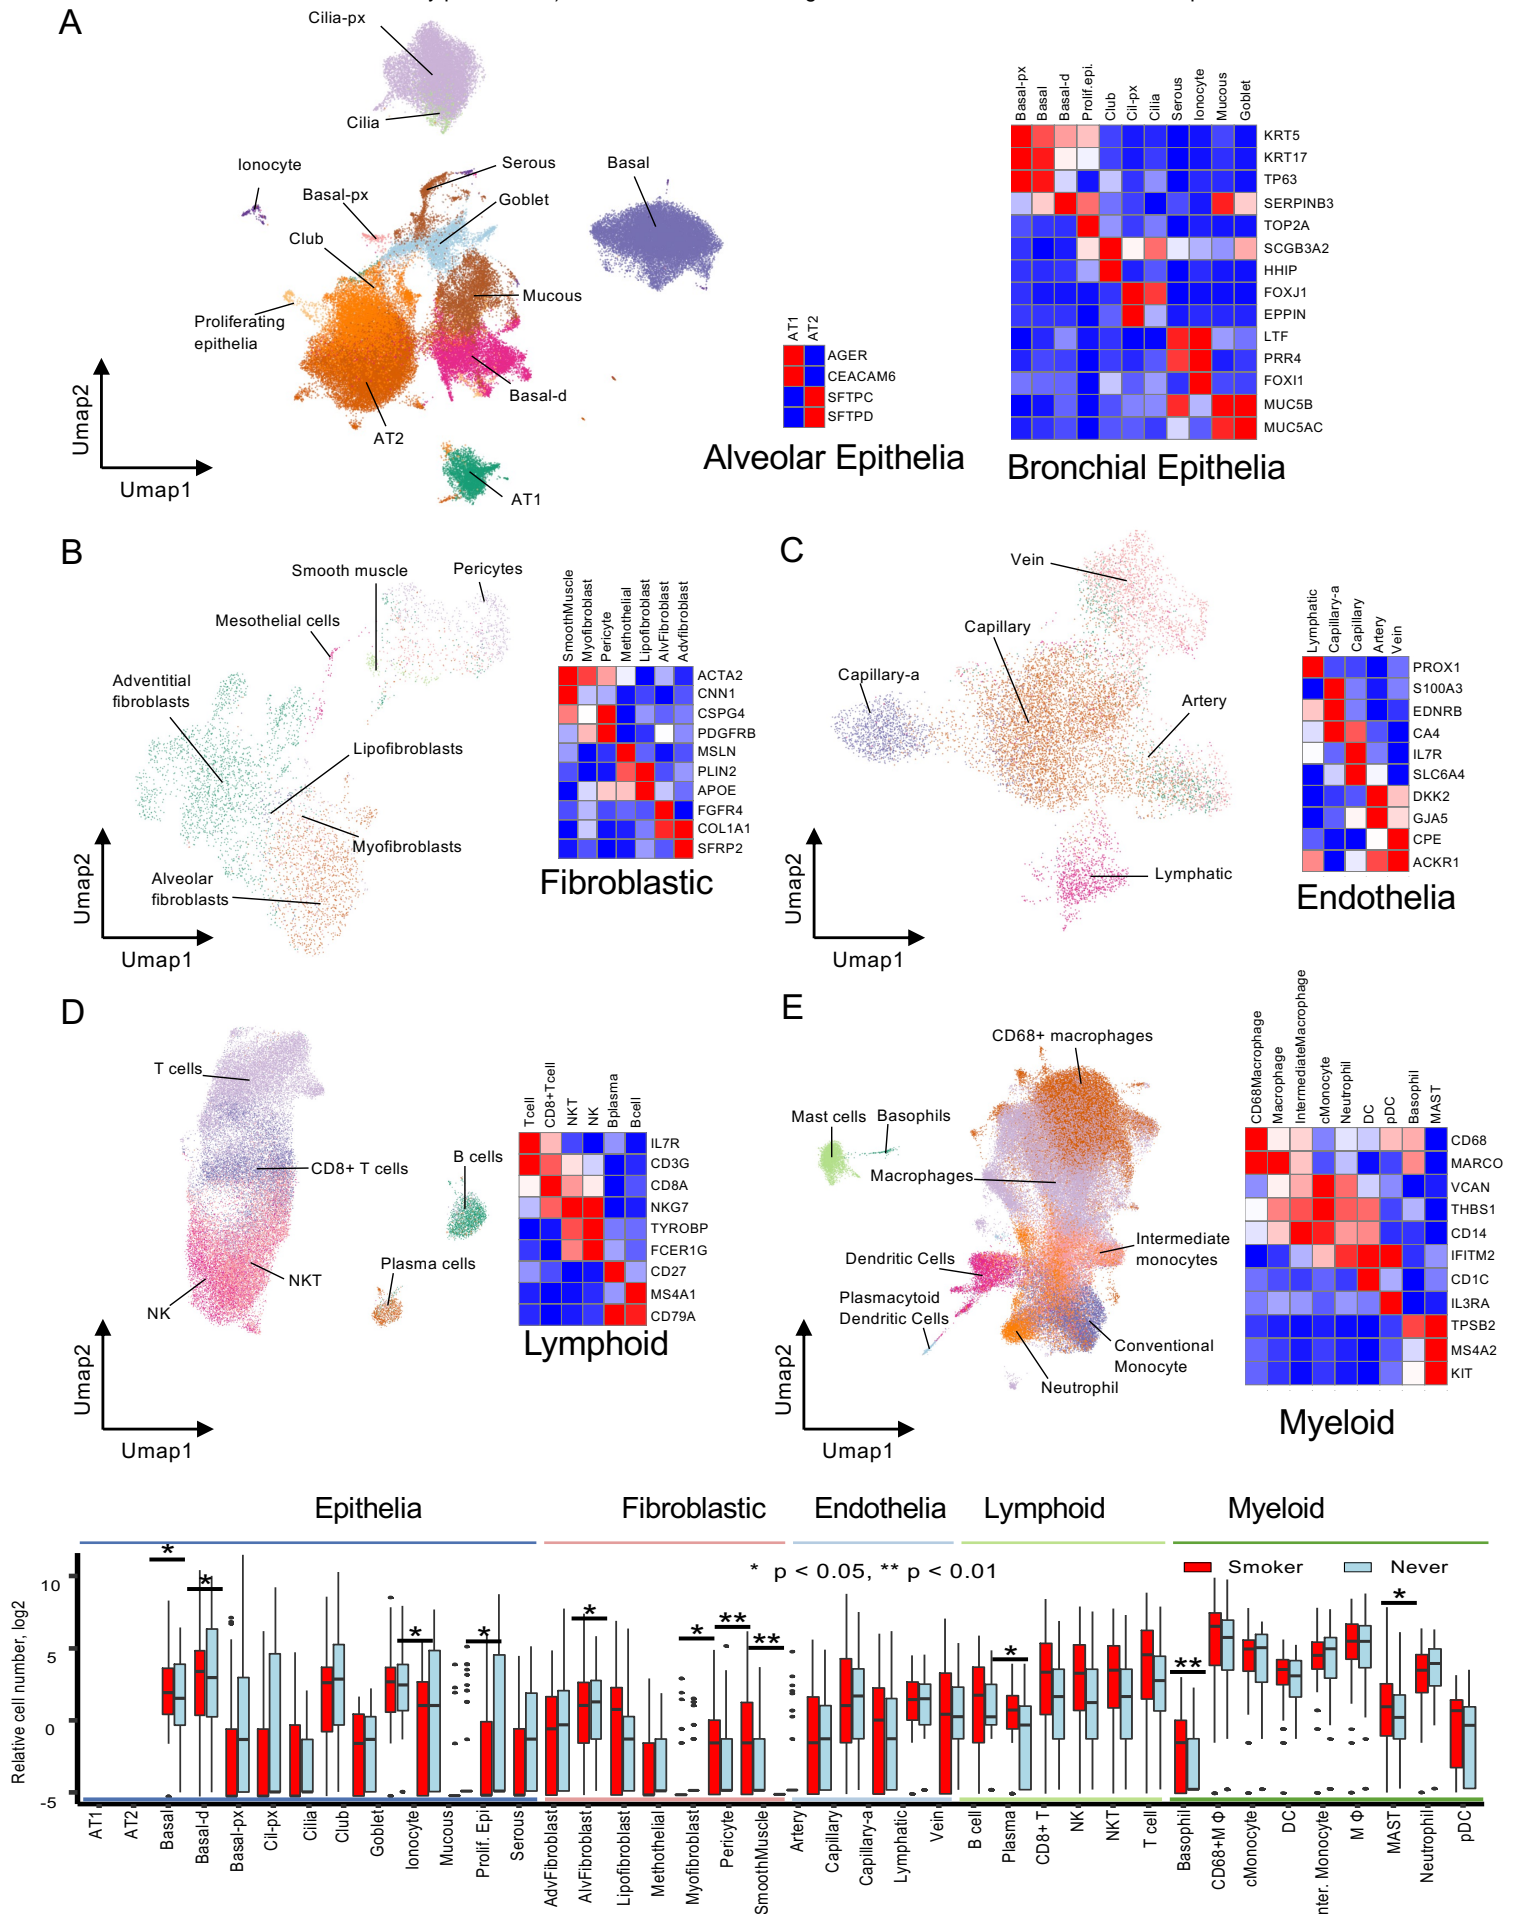 A
Cilia-px
Cilia
Ionocyte
Serous
Basal
Basal-px
Goblet
Club
Mucous
Proliferating
epithelia
Basal-d
AT2
AT1
Umap2
Umap1
AT1
AT2
AGER
CEACAM6
SFTPC
SFTPD
Alveolar Epithelia
Basal-px
Basal
Basal-d
Prolif.epi.
Club
Cil-px
Cilia
Serous
Ionocyte
Mucous
Goblet
KRT5
KRT17
TP63
SERPINB3
TOP2A
SCGB3A2
HHIP
FOXJ1
EPPIN
LTF
PRR4
FOXI1
MUC5B
MUC5AC
Bronchial Epithelia
B
Smooth muscle
Pericytes
Mesothelial cells
Adventitial
fibroblasts
Lipofibroblasts
Myofibroblasts
Alveolar
fibroblasts
Umap2
Umap1
SmoothMuscle
Myofibroblast
Pericyte
Methothelial
Lipofibroblast
AlvFibroblast
Advfibroblast
ACTA2
CNN1
CSPG4
PDGFRB
MSLN
PLIN2
APOE
FGFR4
COL1A1
SFRP2
Fibroblastic
C
Vein
Capillary
Capillary-a
Artery
Lymphatic
Umap2
Umap1
Lymphatic
Capillary-a
Capillary
Artery
Vein
PROX1
S100A3
EDNRB
CA4
IL7R
SLC6A4
DKK2
GJA5
CPE
ACKR1
Endothelia
D
T cells
CD8+ T cells
B cells
Plasma cells
NKT
NK
Umap2
Umap1
Tcell
CD8+Tcell
NKT
NK
Bplasma
Bcell
IL7R
CD3G
CD8A
NKG7
TYROBP
FCER1G
CD27
MS4A1
CD79A
Lymphoid
E
CD68+ macrophages
Mast cells
Basophils
Macrophages
Intermediate
monocytes
Dendritic Cells
Plasmacytoid
Dendritic Cells
Conventional
Monocyte
Neutrophil
Umap2
Umap1
CD68Macrophage
Macrophage
IntermediateMacrophage
cMonocyte
Neutrophil
DC
pDC
Basophil
MAST
CD68
MARCO
VCAN
THBS1
CD14
IFITM2
CD1C
IL3RA
TPSB2
MS4A2
KIT
Myeloid
Epithelia
Fibroblastic
Endothelia
Lymphoid
Myeloid
* p < 0.05, ** p < 0.01
Smoker
Never
*
*
*
*
*
*
**
**
*
**
*
Relative cell number, log2
10
5
0
-5
AT1
AT2
Basal
Basal-d
Basal-px
Cil-px
Cilia
Club
Goblet
Ionocyte
Mucous
Prolif. Epi
Serous
AdvFibroblast
AlvFibroblast
Lipofibroblast
Methothelial
Myofibroblast
Pericyte
SmoothMuscle
Artery
Capillary
Capillary-a
Lymphatic
Vein
B cell
Plasma
CD8+ T
NK
NKT
T cell
Basophil
CD68+M Φ
cMonocyte
DC
nter. Monocyte
M Φ
MAST
Neutrophil
pDC